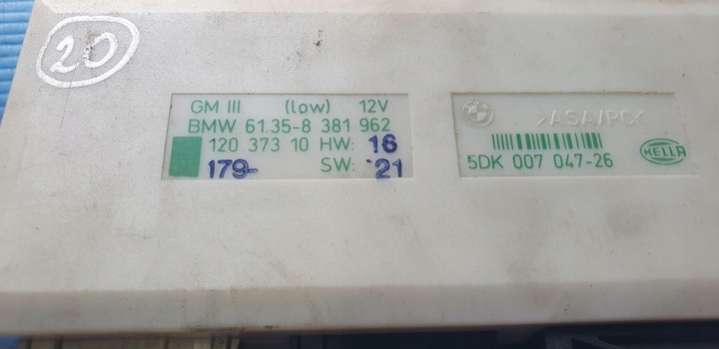 20
GM III (low) 12V
BMW 61.35-8 381 962
120 373 10 HW: 16
179- SW: 21
>ASA/PC<
5DK 007 047-26
HELLA